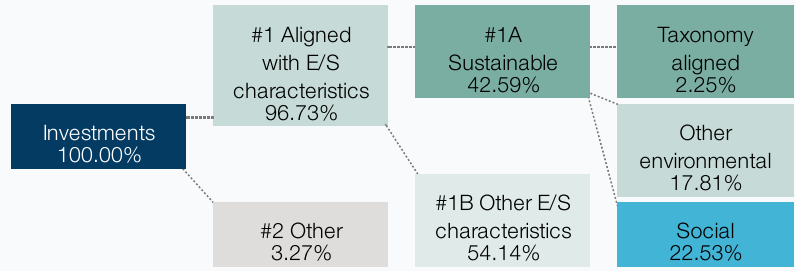 Investments
100.00%
#1 Aligned
with E/S
characteristics
96.73%
#2 Other
3.27%
#1A
Sustainable
42.59%
#1B Other E/S
characteristics
54.14%
Taxonomy
aligned
2.25%
Other
environmental
17.81%
Social
22.53%